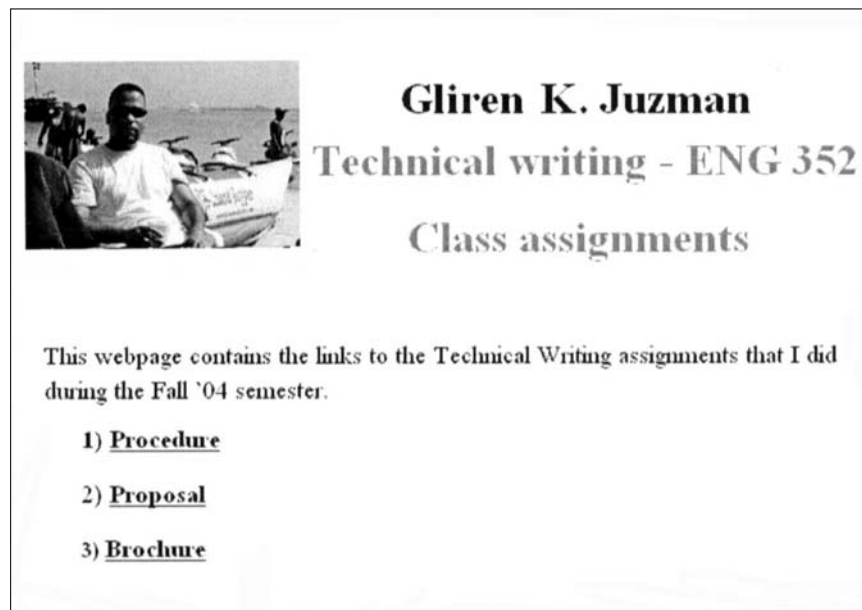 Gliren K. Juzman
Technical writing - ENG 352
Class assignments
This webpage contains the links to the Technical Writing assignments that I did
during the Fall `04 semester.
1) Procedure
2) Proposal
3) Brochure